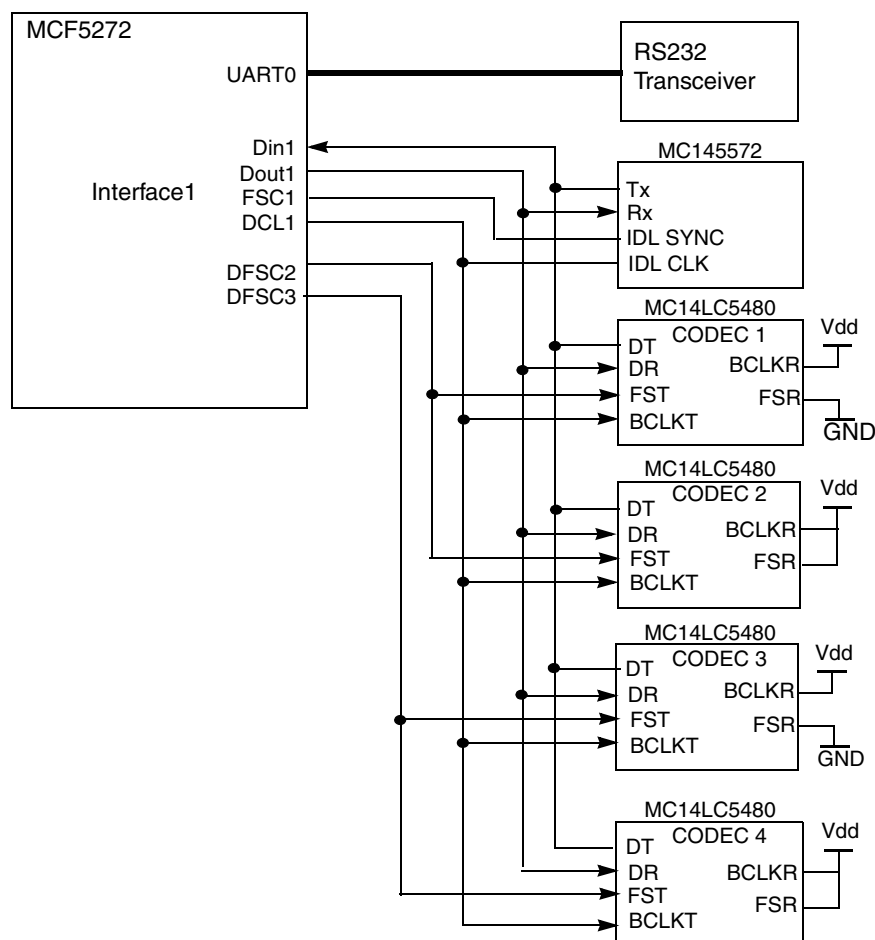 MCF5272
UART0
Din1
Dout1
FSC1
DCL1
Interface1
DFSC2
DFSC3
RS232
Transceiver
MC145572
Tx
Rx
IDL SYNC
IDL CLK
MC14LC5480
CODEC 1
DT
DR
FST
BCLKT
BCLKR
FSR
Vdd
GND
MC14LC5480
CODEC 2
DT
DR
FST
BCLKT
BCLKR
FSR
Vdd
MC14LC5480
CODEC 3
DT
DR
FST
BCLKT
BCLKR
FSR
Vdd
GND
MC14LC5480
CODEC 4
DT
DR
FST
BCLKT
BCLKR
FSR
Vdd